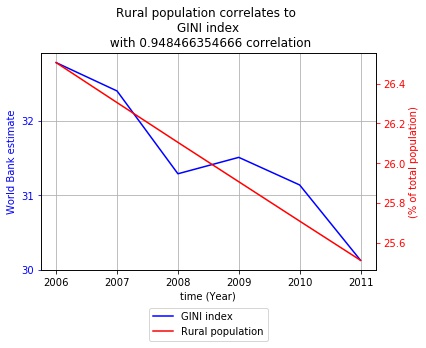 Rural population correlates to
GINI index
with 0.948466354666 correlation
World Bank estimate
32
31
30
26.4
26.2
26.0
25.8
25.6
(% of total population)
2006 2007 2008 2009 2010 2011
time (Year)
GINI index
Rural population